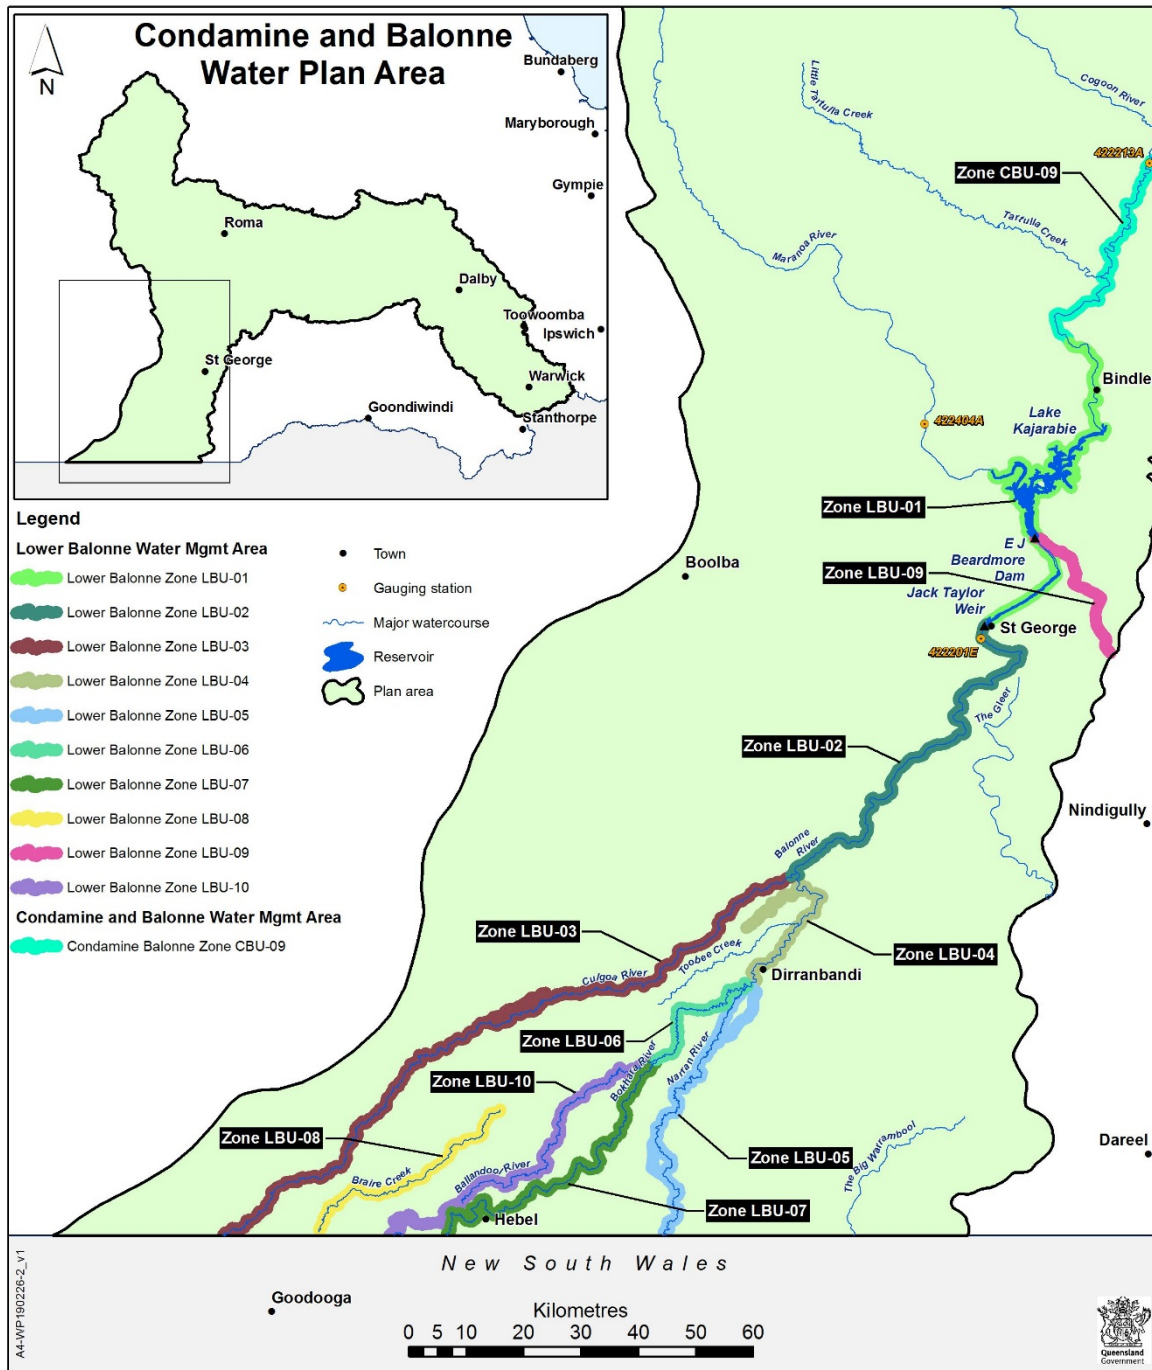 Condamine and Balonne
Water Plan Area
N
Bundaberg
Maryborough
Gympie
Roma
Dalby
Toowoomba
Ipswich
St George
Warwick
Goondiwindi
Stanthorpe
Legend
Lower Balonne Water Mgmt Area
Lower Balonne Zone LBU-01
Lower Balonne Zone LBU-02
Lower Balonne Zone LBU-03
Lower Balonne Zone LBU-04
Lower Balonne Zone LBU-05
Lower Balonne Zone LBU-06
Lower Balonne Zone LBU-07
Lower Balonne Zone LBU-08
Lower Balonne Zone LBU-09
Lower Balonne Zone LBU-10
Condamine and Balonne Water Mgmt Area
Condamine Balonne Zone CBU-09
Town
Gauging station
Major watercourse
Reservoir
Plan area
Little Tartulla Creek
Cogoon River
422213A
Zone CBU-09
Tartulla Creek
Maranoa River
Bindle
Lake
Kajarabie
422404A
Zone LBU-01
E J
Beardmore
Dam
Boolba
Zone LBU-09
Jack Taylor
Weir
St George
422201E
The Gleer
Zone LBU-02
Nindigully
Balonne
River
Zone LBU-03
Toobee Creek
Zone LBU-04
Culgoa River
Dirranbandi
Zone LBU-06
Narran River
Bokhara River
Zone LBU-10
Zone LBU-08
Braire Creek
Ballandool River
Zone LBU-05
The Big Warrambool
Dareel
Zone LBU-07
Hebel
New South Wales
Goodooga
Kilometres
0 5 10 20 30 40 50 60
A4-WP190226-2_v1
Queensland
Government